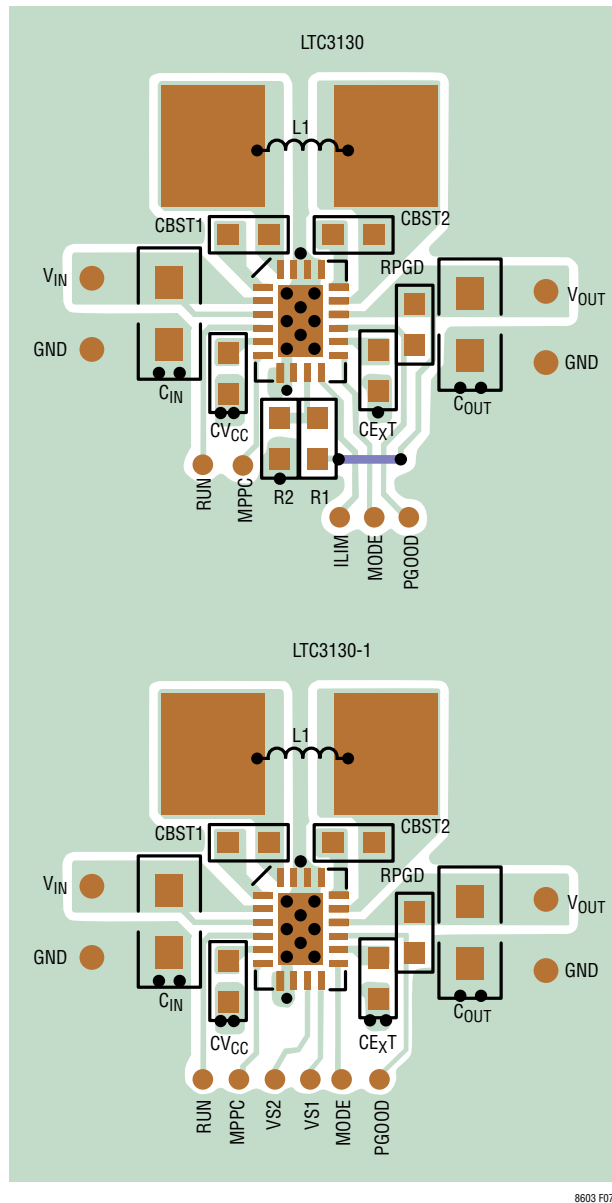 LTC3130
L1
CBST1
CBST2
RPGD
VIN
VOUT
GND
GND
CIN
COUT
CVCC
CEXT
R2
R1
RUN
MPPC
ILIM
MODE
PGOOD
LTC3130-1
L1
CBST1
CBST2
RPGD
VIN
VOUT
GND
GND
CIN
COUT
CVCC
CEXT
RUN
MPPC
VS2
VS1
MODE
PGOOD